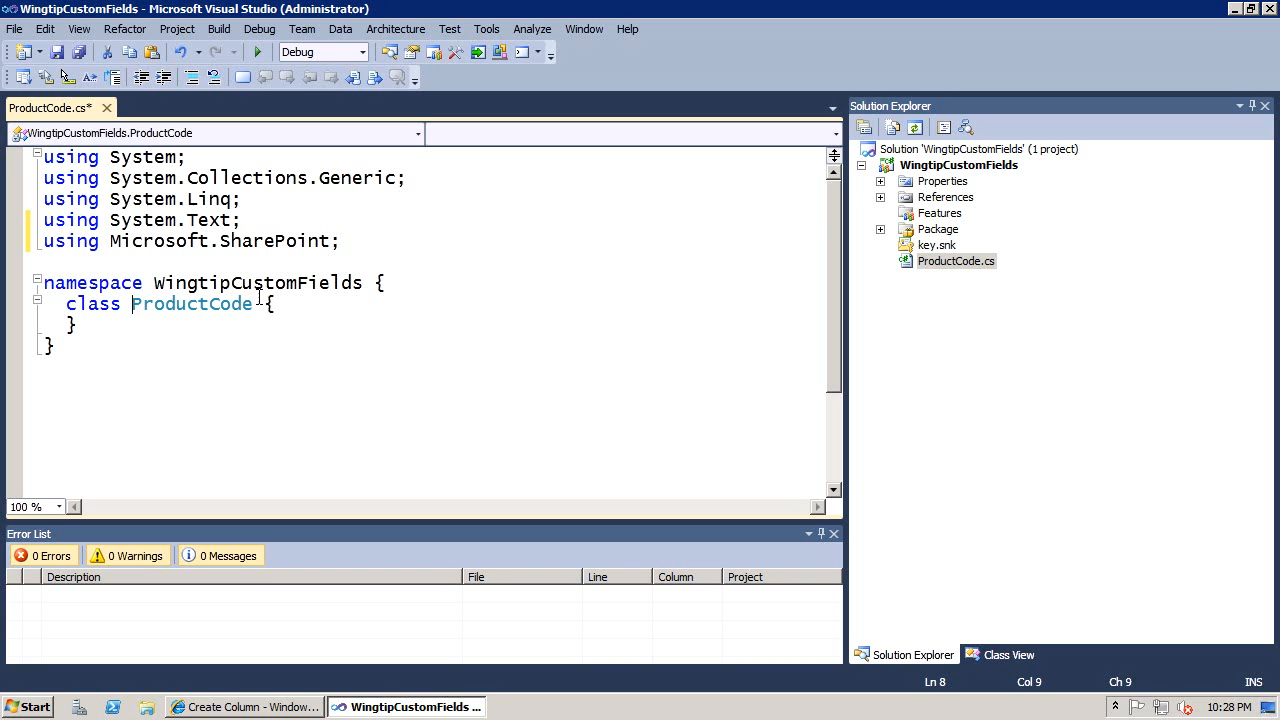 WingtipCustomFields - Microsoft Visual Studio (Administrator)
File Edit View Refactor Project Build Debug Team Data Architecture Test Tools Analyze Window Help
Debug
ProductCode.cs*
WingtipCustomFields.ProductCode
using System;
using System.Collections.Generic;
using System.Linq;
using System.Text;
using Microsoft.SharePoint;
namespace WingtipCustomFields {
class ProductCode {
}
}
100 %
Error List
0 Errors 0 Warnings 0 Messages
Description File Line Column Project
Solution Explorer
Solution 'WingtipCustomFields' (1 project)
WingtipCustomFields
Properties
References
Features
Package
key.snk
ProductCode.cs
Solution Explorer Class View
Ln 8 Col 9 Ch 9 INS
Start Create Column - Window... WingtipCustomFields ... 10:28 PM